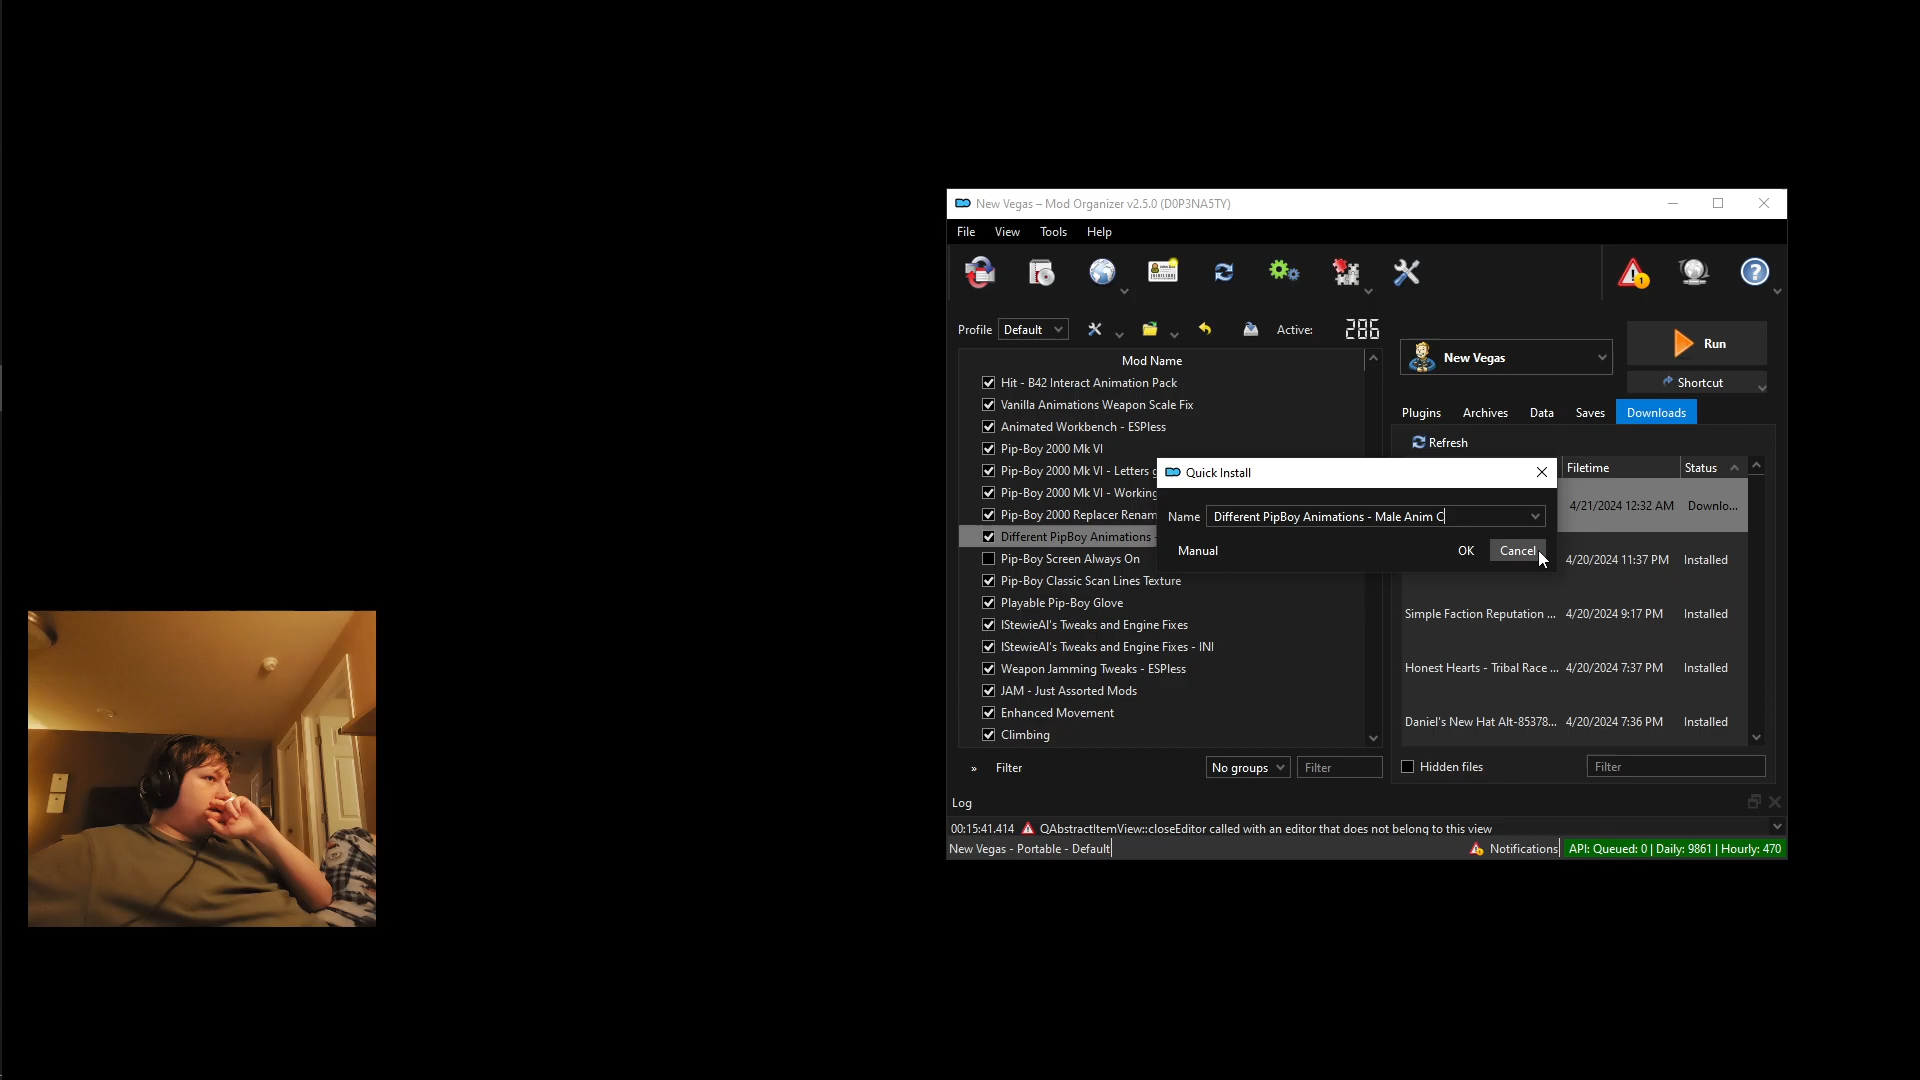 New Vegas – Mod Organizer v2.5.0 (D0P3NA5TY)
File View Tools Help
1
Profile Default Active: 286
Mod Name
Hit - B42 Interact Animation Pack
Vanilla Animations Weapon Scale Fix
Animated Workbench - ESPless
Pip-Boy 2000 Mk VI
Pip-Boy 2000 Mk VI - Letters
Pip-Boy 2000 Mk VI - Working
Pip-Boy 2000 Replacer Renam
Different PipBoy Animations -
Pip-Boy Screen Always On
Pip-Boy Classic Scan Lines Texture
Playable Pip-Boy Glove
lStewieAl's Tweaks and Engine Fixes
lStewieAl's Tweaks and Engine Fixes - INI
Weapon Jamming Tweaks - ESPless
JAM - Just Assorted Mods
Enhanced Movement
Climbing
» Filter No groups Filter
New Vegas
Run
Shortcut
Plugins Archives Data Saves Downloads
Refresh
Filetime Status
4/21/2024 12:32 AM Downlo...
4/20/2024 11:37 PM Installed
Simple Faction Reputation ... 4/20/2024 9:17 PM Installed
Honest Hearts - Tribal Race ... 4/20/2024 7:37 PM Installed
Daniel's New Hat Alt-85378... 4/20/2024 7:36 PM Installed
Hidden files Filter
Quick Install
Name Different PipBoy Animations - Male Anim C
Manual OK Cancel
Log
00:15:41.414 QAbstractItemView::closeEditor called with an editor that does not belong to this view
New Vegas - Portable - Default Notifications API: Queued: 0 | Daily: 9861 | Hourly: 470